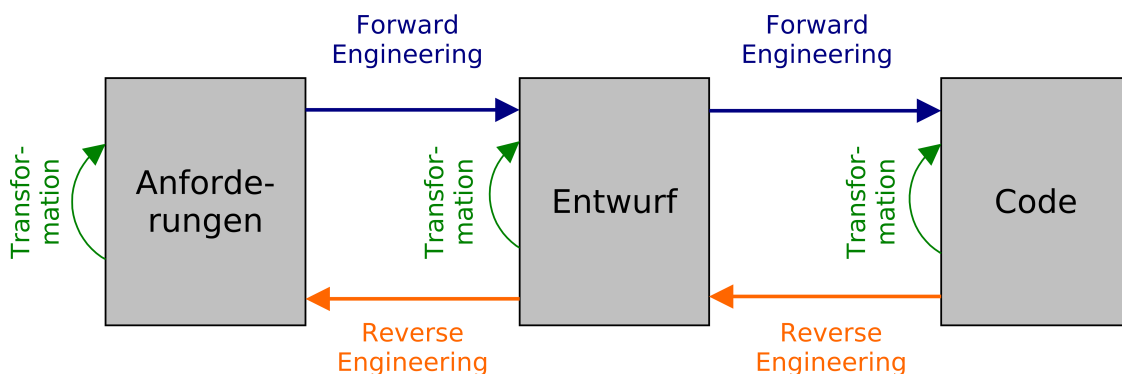 Forward
Engineering
Forward
Engineering
Transfor-
mation
Anforde-
rungen
Transfor-
mation
Entwurf
Transfor-
mation
Code
Reverse
Engineering
Reverse
Engineering